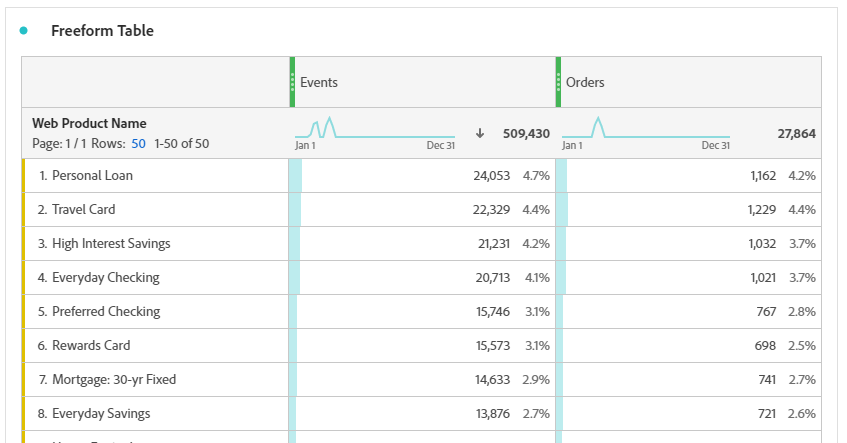 Freeform Table
Events Orders
Web Product Name
Page: 1 / 1 Rows: 50 1-50 of 50
Jan 1 Dec 31 509,430 Jan 1 Dec 31 27,864
1. Personal Loan 24,053 4.7% 1,162 4.2%
2. Travel Card 22,329 4.4% 1,229 4.4%
3. High Interest Savings 21,231 4.2% 1,032 3.7%
4. Everyday Checking 20,713 4.1% 1,021 3.7%
5. Preferred Checking 15,746 3.1% 767 2.8%
6. Rewards Card 15,573 3.1% 698 2.5%
7. Mortgage: 30-yr Fixed 14,633 2.9% 741 2.7%
8. Everyday Savings 13,876 2.7% 721 2.6%